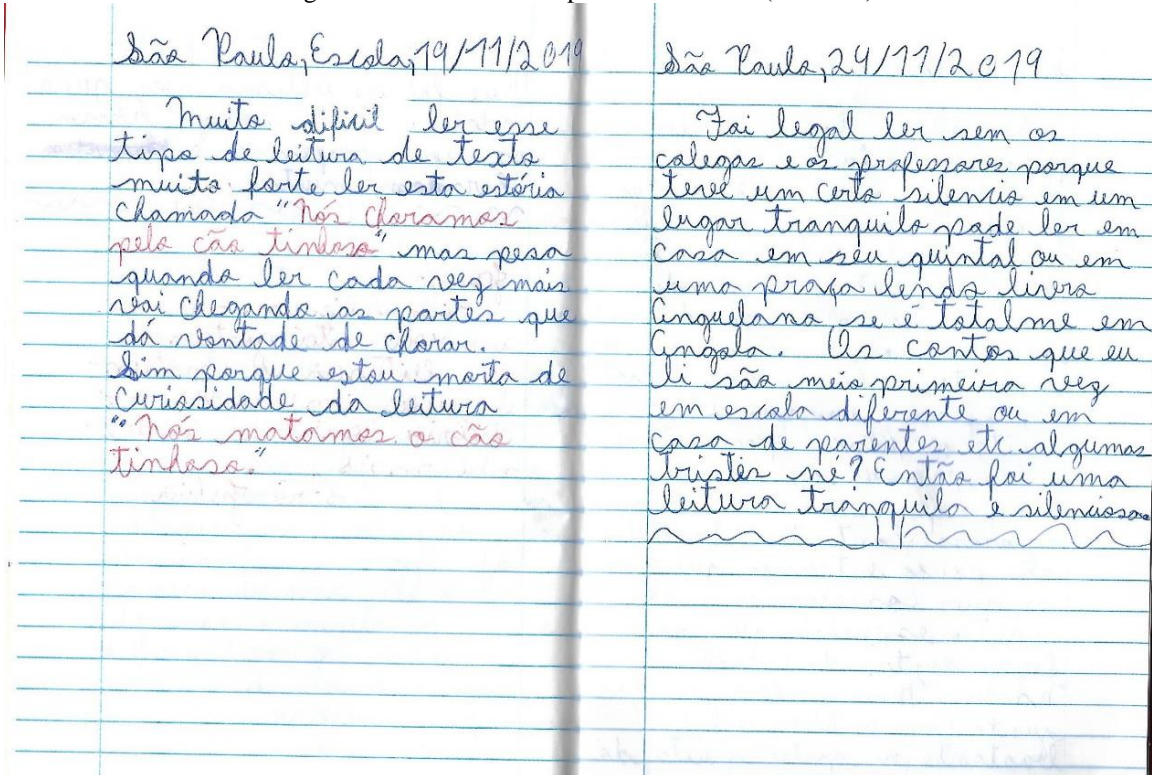 São Paulo, Escola, 19/11/2019
Muito dificil ler esse
tipo de leitura de texto
muito forte ler esta estória
chamada "Nós choramos
pelo cão tinhoso" mas pesa
quando ler cada vez mais
vai chegando as partes que
dá vontade de chorar.
Sim porque estou morta de
curiosidade da leitura
"Nós matamos o cão
tinhoso."
São Paulo, 24/11/2019
Foi legal ler sem os
colegas e os professores porque
teve um certo silencio em um
lugar tranquilo pode ler em
casa em seu quintal ou em
uma praça lendo livro
Anguelano se é totalme em
Angola. Os contos que eu
li são meio primeira vez
em escola diferente ou em
casa de parentes etc algumas
tristes né? Então foi uma
leitura tranquila e silenciosa.